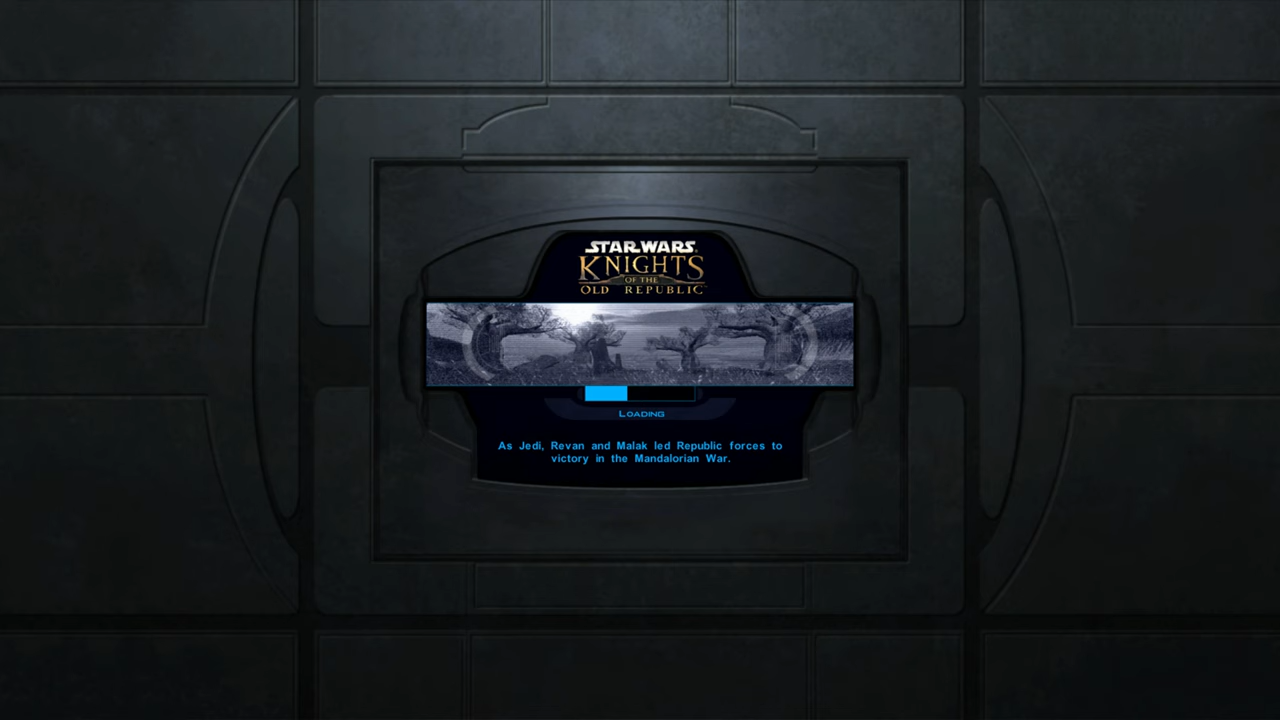 STAR WARS
KNIGHTS
OF THE
OLD REPUBLIC
LOADING
As Jedi, Revan and Malak led Republic forces to
victory in the Mandalorian War.